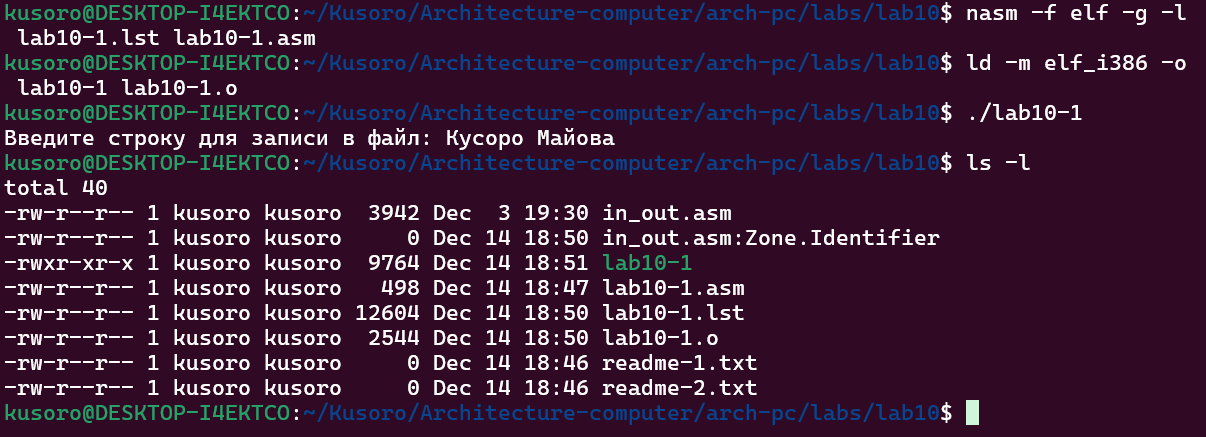 kusoro@DESKTOP-I4EKTCO:~/Kusoro/Architecture-computer/arch-pc/labs/lab10$ nasm -f elf -g -l
 lab10-1.lst lab10-1.asm
kusoro@DESKTOP-I4EKTCO:~/Kusoro/Architecture-computer/arch-pc/labs/lab10$ ld -m elf_i386 -o
 lab10-1 lab10-1.o
kusoro@DESKTOP-I4EKTCO:~/Kusoro/Architecture-computer/arch-pc/labs/lab10$ ./lab10-1
Введите строку для записи в файл: Кусоро Майова
kusoro@DESKTOP-I4EKTCO:~/Kusoro/Architecture-computer/arch-pc/labs/lab10$ ls -l
total 40
-rw-r--r-- 1 kusoro kusoro  3942 Dec  3 19:30 in_out.asm
-rw-r--r-- 1 kusoro kusoro     0 Dec 14 18:50 in_out.asm:Zone.Identifier
-rwxr-xr-x 1 kusoro kusoro  9764 Dec 14 18:51 lab10-1
-rw-r--r-- 1 kusoro kusoro   498 Dec 14 18:47 lab10-1.asm
-rw-r--r-- 1 kusoro kusoro 12604 Dec 14 18:50 lab10-1.lst
-rw-r--r-- 1 kusoro kusoro  2544 Dec 14 18:50 lab10-1.o
-rw-r--r-- 1 kusoro kusoro     0 Dec 14 18:46 readme-1.txt
-rw-r--r-- 1 kusoro kusoro     0 Dec 14 18:46 readme-2.txt
kusoro@DESKTOP-I4EKTCO:~/Kusoro/Architecture-computer/arch-pc/labs/lab10$